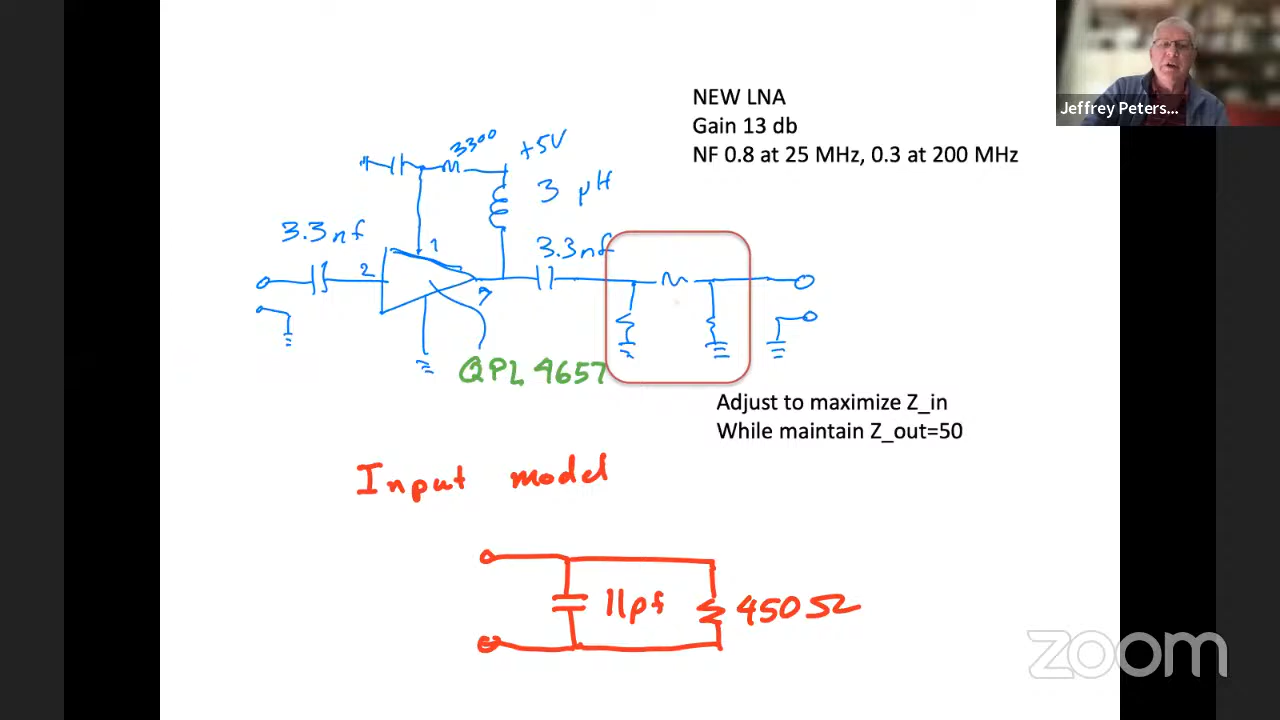 Jeffrey Peters...
NEW LNA
Gain 13 db
NF 0.8 at 25 MHz, 0.3 at 200 MHz
3300
+5V
3 μH
3.3nf
1
3.3nf
2
7
QPL 9657
Adjust to maximize Z_in
While maintain Z_out=50
Input model
11pf
450Ω
zoom